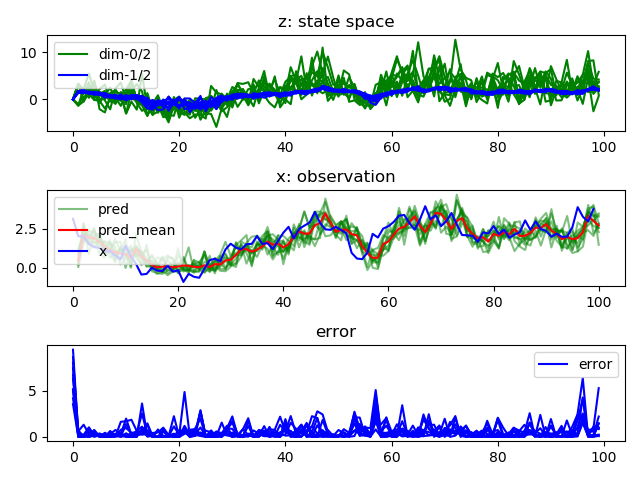 z: state space
10
0
dim-0/2
dim-1/2
0 20 40 60 80 100
x: observation
2.5
0.0
pred
pred_mean
x
0 20 40 60 80 100
error
5
0
error
0 20 40 60 80 100